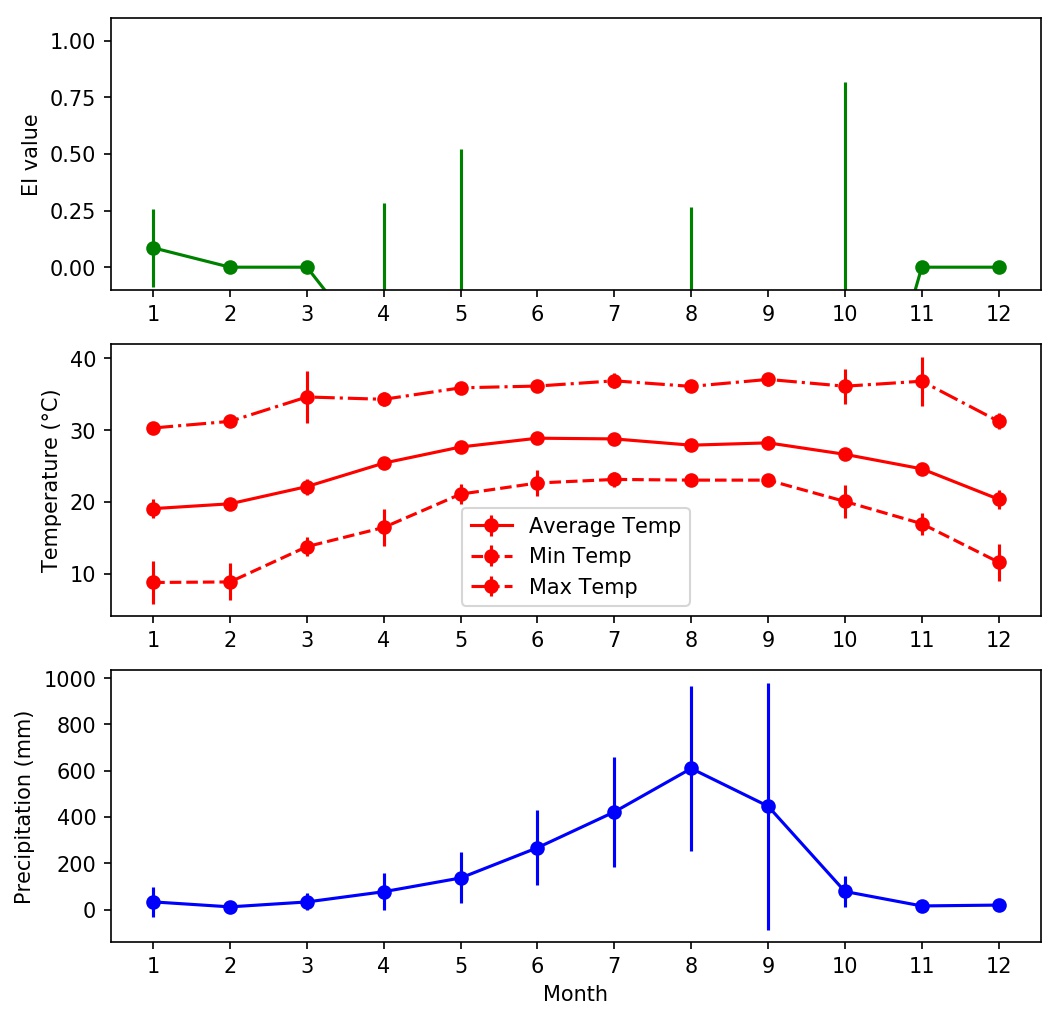 EI value
1.00
0.75
0.50
0.25
0.00
1 2 3 4 5 6 7 8 9 10 11 12
Temperature (°C)
40
30
20
10
Average Temp
Min Temp
Max Temp
1 2 3 4 5 6 7 8 9 10 11 12
Precipitation (mm)
1000
800
600
400
200
0
1 2 3 4 5 6 7 8 9 10 11 12
Month